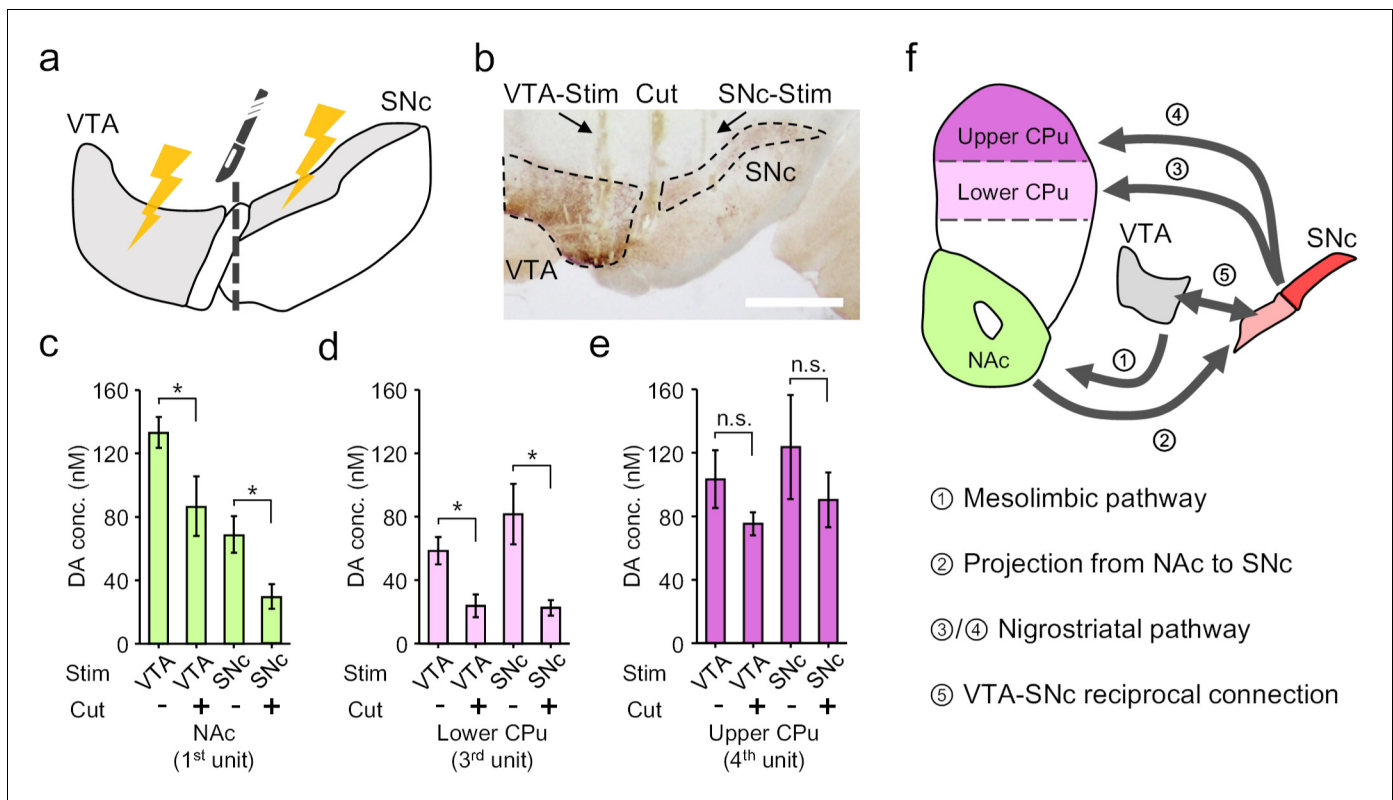 a
VTA
SNc
b
VTA-Stim Cut SNc-Stim
SNc
VTA
c
DA conc. (nM)
160
120
80
40
0
*
*
Stim VTA VTA SNc SNc
Cut - + - +
NAc
(1st unit)
d
DA conc. (nM)
160
120
80
40
0
*
*
Stim VTA VTA SNc SNc
Cut - + - +
Lower CPu
(3rd unit)
e
DA conc. (nM)
160
120
80
40
0
n.s.
n.s.
Stim VTA VTA SNc SNc
Cut - + - +
Upper CPu
(4th unit)
f
Upper CPu
Lower CPu
NAc
VTA
SNc
④
③
⑤
①
②
① Mesolimbic pathway
② Projection from NAc to SNc
③/④ Nigrostriatal pathway
⑤ VTA-SNc reciprocal connection